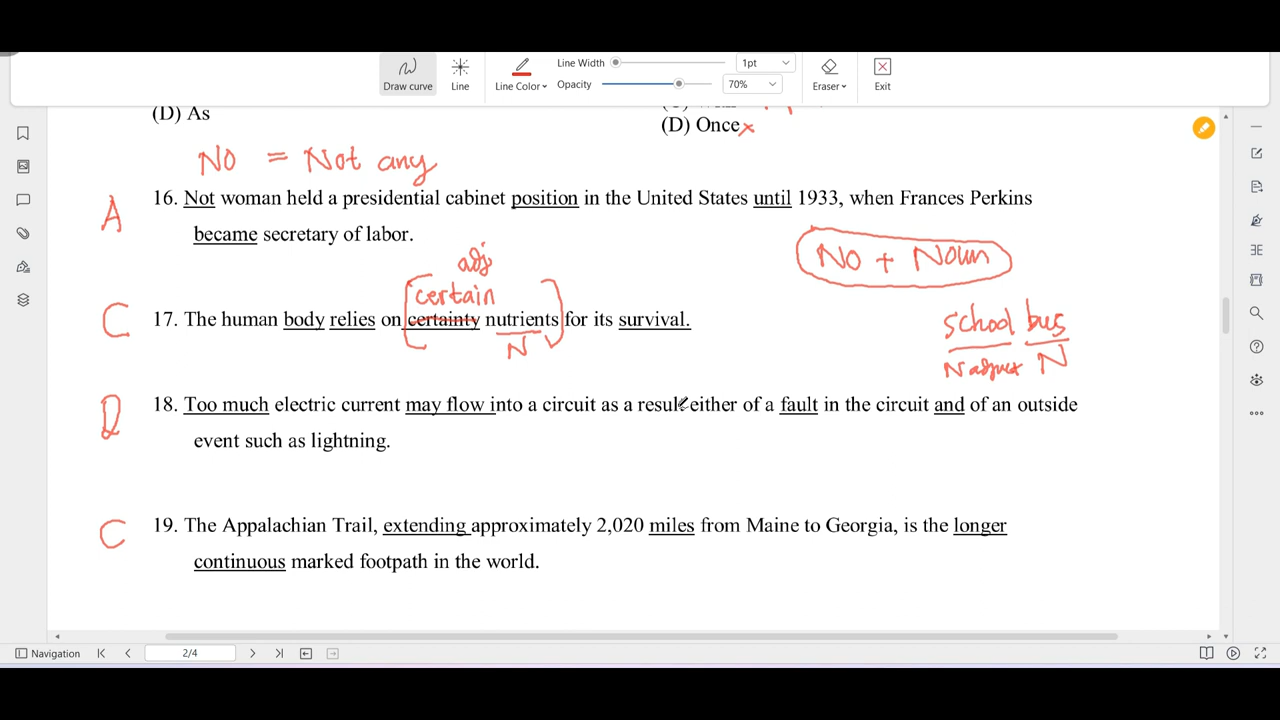 Line Width
1pt
Draw curve
Line
Line Color
Opacity
70%
Eraser
Exit
(D) As
(D) Once x
No = Not any
A
16. Not woman held a presidential cabinet position in the United States until 1933, when Frances Perkins
became secretary of labor.
No + Noun
adj
certain
C
17. The human body relies on certainty nutrients for its survival.
N
school bus
N N
D
18. Too much electric current may flow into a circuit as a result either of a fault in the circuit and of an outside
event such as lightning.
C
19. The Appalachian Trail, extending approximately 2,020 miles from Maine to Georgia, is the longer
continuous marked footpath in the world.
Navigation
2/4